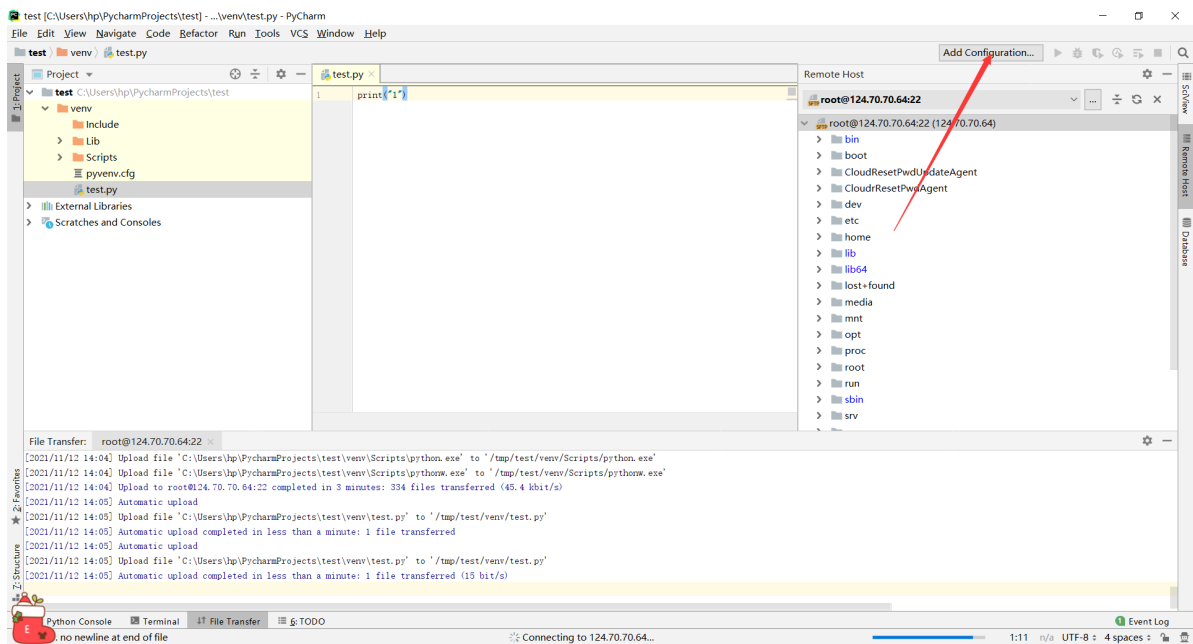 test [C:\Users\hp\PycharmProjects\test] - ...\venv\test.py - PyCharm
File Edit View Navigate Code Refactor Run Tools VCS Window Help
test venv test.py
Add Configuration...
1: Project
Project
test C:\Users\hp\PycharmProjects\test
venv
Include
Lib
Scripts
pyvenv.cfg
test.py
External Libraries
Scratches and Consoles
test.py
1 print("1")
Remote Host
root@124.70.70.64:22
...
root@124.70.70.64:22 (124.70.70.64)
bin
boot
CloudResetPwdUpdateAgent
CloudrResetPwdAgent
dev
etc
home
lib
lib64
lost+found
media
mnt
opt
proc
root
run
sbin
srv
SciView
Remote Host
Database
File Transfer: root@124.70.70.64:22
[2021/11/12 14:04] Upload file 'C:\Users\hp\PycharmProjects\test\venv\Scripts\python.exe' to '/tmp/test/venv/Scripts/python.exe'
[2021/11/12 14:04] Upload file 'C:\Users\hp\PycharmProjects\test\venv\Scripts\pythonw.exe' to '/tmp/test/venv/Scripts/pythonw.exe'
[2021/11/12 14:04] Upload to root@124.70.70.64:22 completed in 3 minutes: 334 files transferred (45.4 kbit/s)
[2021/11/12 14:05] Automatic upload
[2021/11/12 14:05] Upload file 'C:\Users\hp\PycharmProjects\test\venv\test.py' to '/tmp/test/venv/test.py'
[2021/11/12 14:05] Automatic upload completed in less than a minute: 1 file transferred
[2021/11/12 14:05] Automatic upload
[2021/11/12 14:05] Upload file 'C:\Users\hp\PycharmProjects\test\venv\test.py' to '/tmp/test/venv/test.py'
[2021/11/12 14:05] Automatic upload completed in less than a minute: 1 file transferred (15 bit/s)
2: Favorites
7: Structure
E
Python Console Terminal File Transfer 6: TODO
1 Event Log
no newline at end of file
Connecting to 124.70.70.64...
1:11 n/a UTF-8 4 spaces